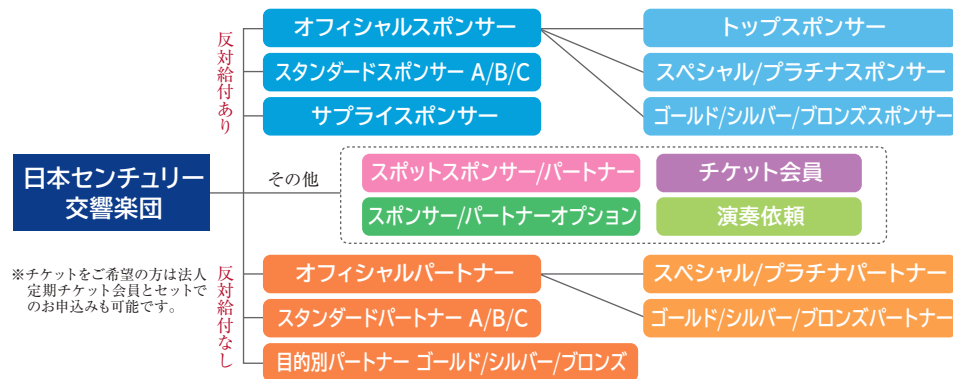 反対給付あり
オフィシャルスポンサー
トップスポンサー
スタンダードスポンサー A/B/C
スペシャル/プラチナスポンサー
サプライスポンサー
ゴールド/シルバー/ブロンズスポンサー
日本センチュリー
交響楽団
その他
スポットスポンサー/パートナー
チケット会員
スポンサー/パートナーオプション
演奏依頼
※チケットをご希望の方は法人
定期チケット会員とセットで
のお申込みも可能です。
反対給付なし
オフィシャルパートナー
スペシャル/プラチナパートナー
スタンダードパートナー A/B/C
ゴールド/シルバー/ブロンズパートナー
目的別パートナー ゴールド/シルバー/ブロンズ